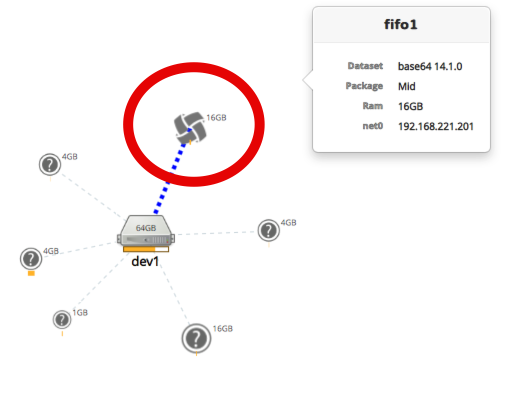 fifo1
Dataset base64 14.1.0
Package Mid
Ram 16GB
net0 192.168.221.201
16GB
4GB
64GB
4GB
4GB
dev1
1GB
16GB